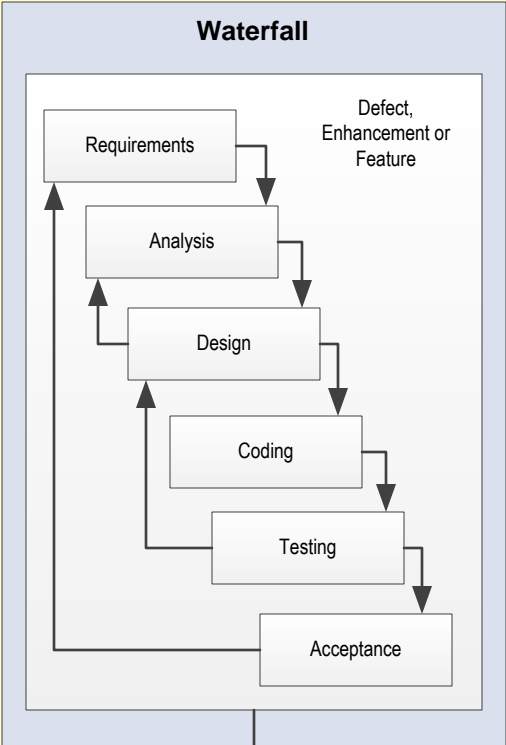 Waterfall
Defect,
Enhancement or
Feature
Requirements
Analysis
Design
Coding
Testing
Acceptance